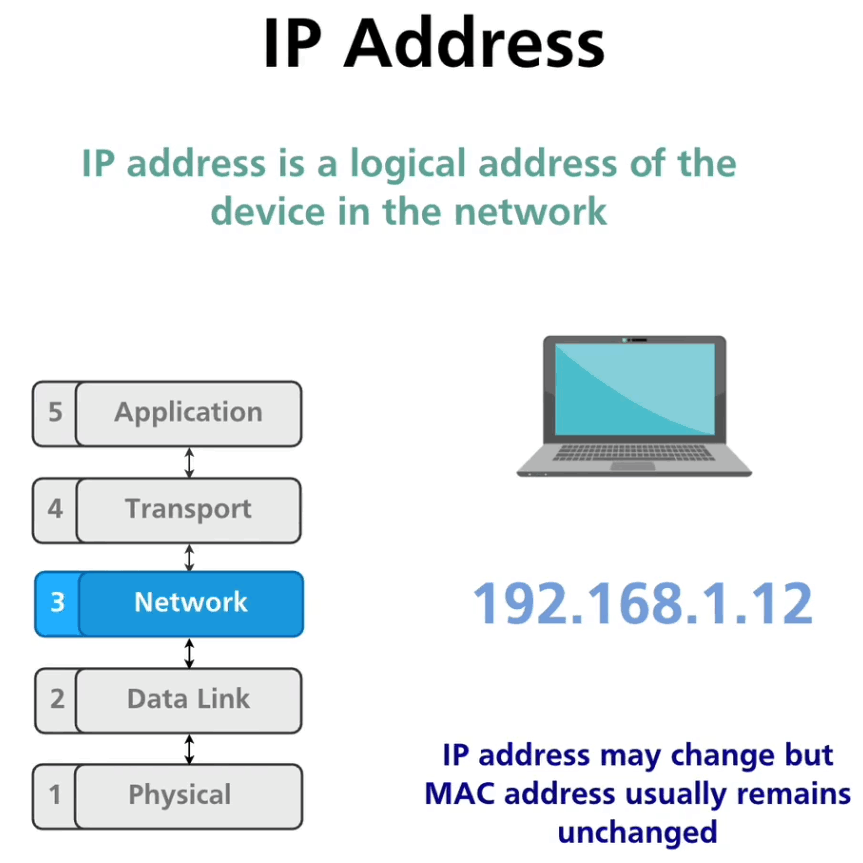 IP Address
IP address is a logical address of the
device in the network
5 Application
4 Transport
3 Network
2 Data Link
1 Physical
192.168.1.12
IP address may change but
MAC address usually remains
unchanged